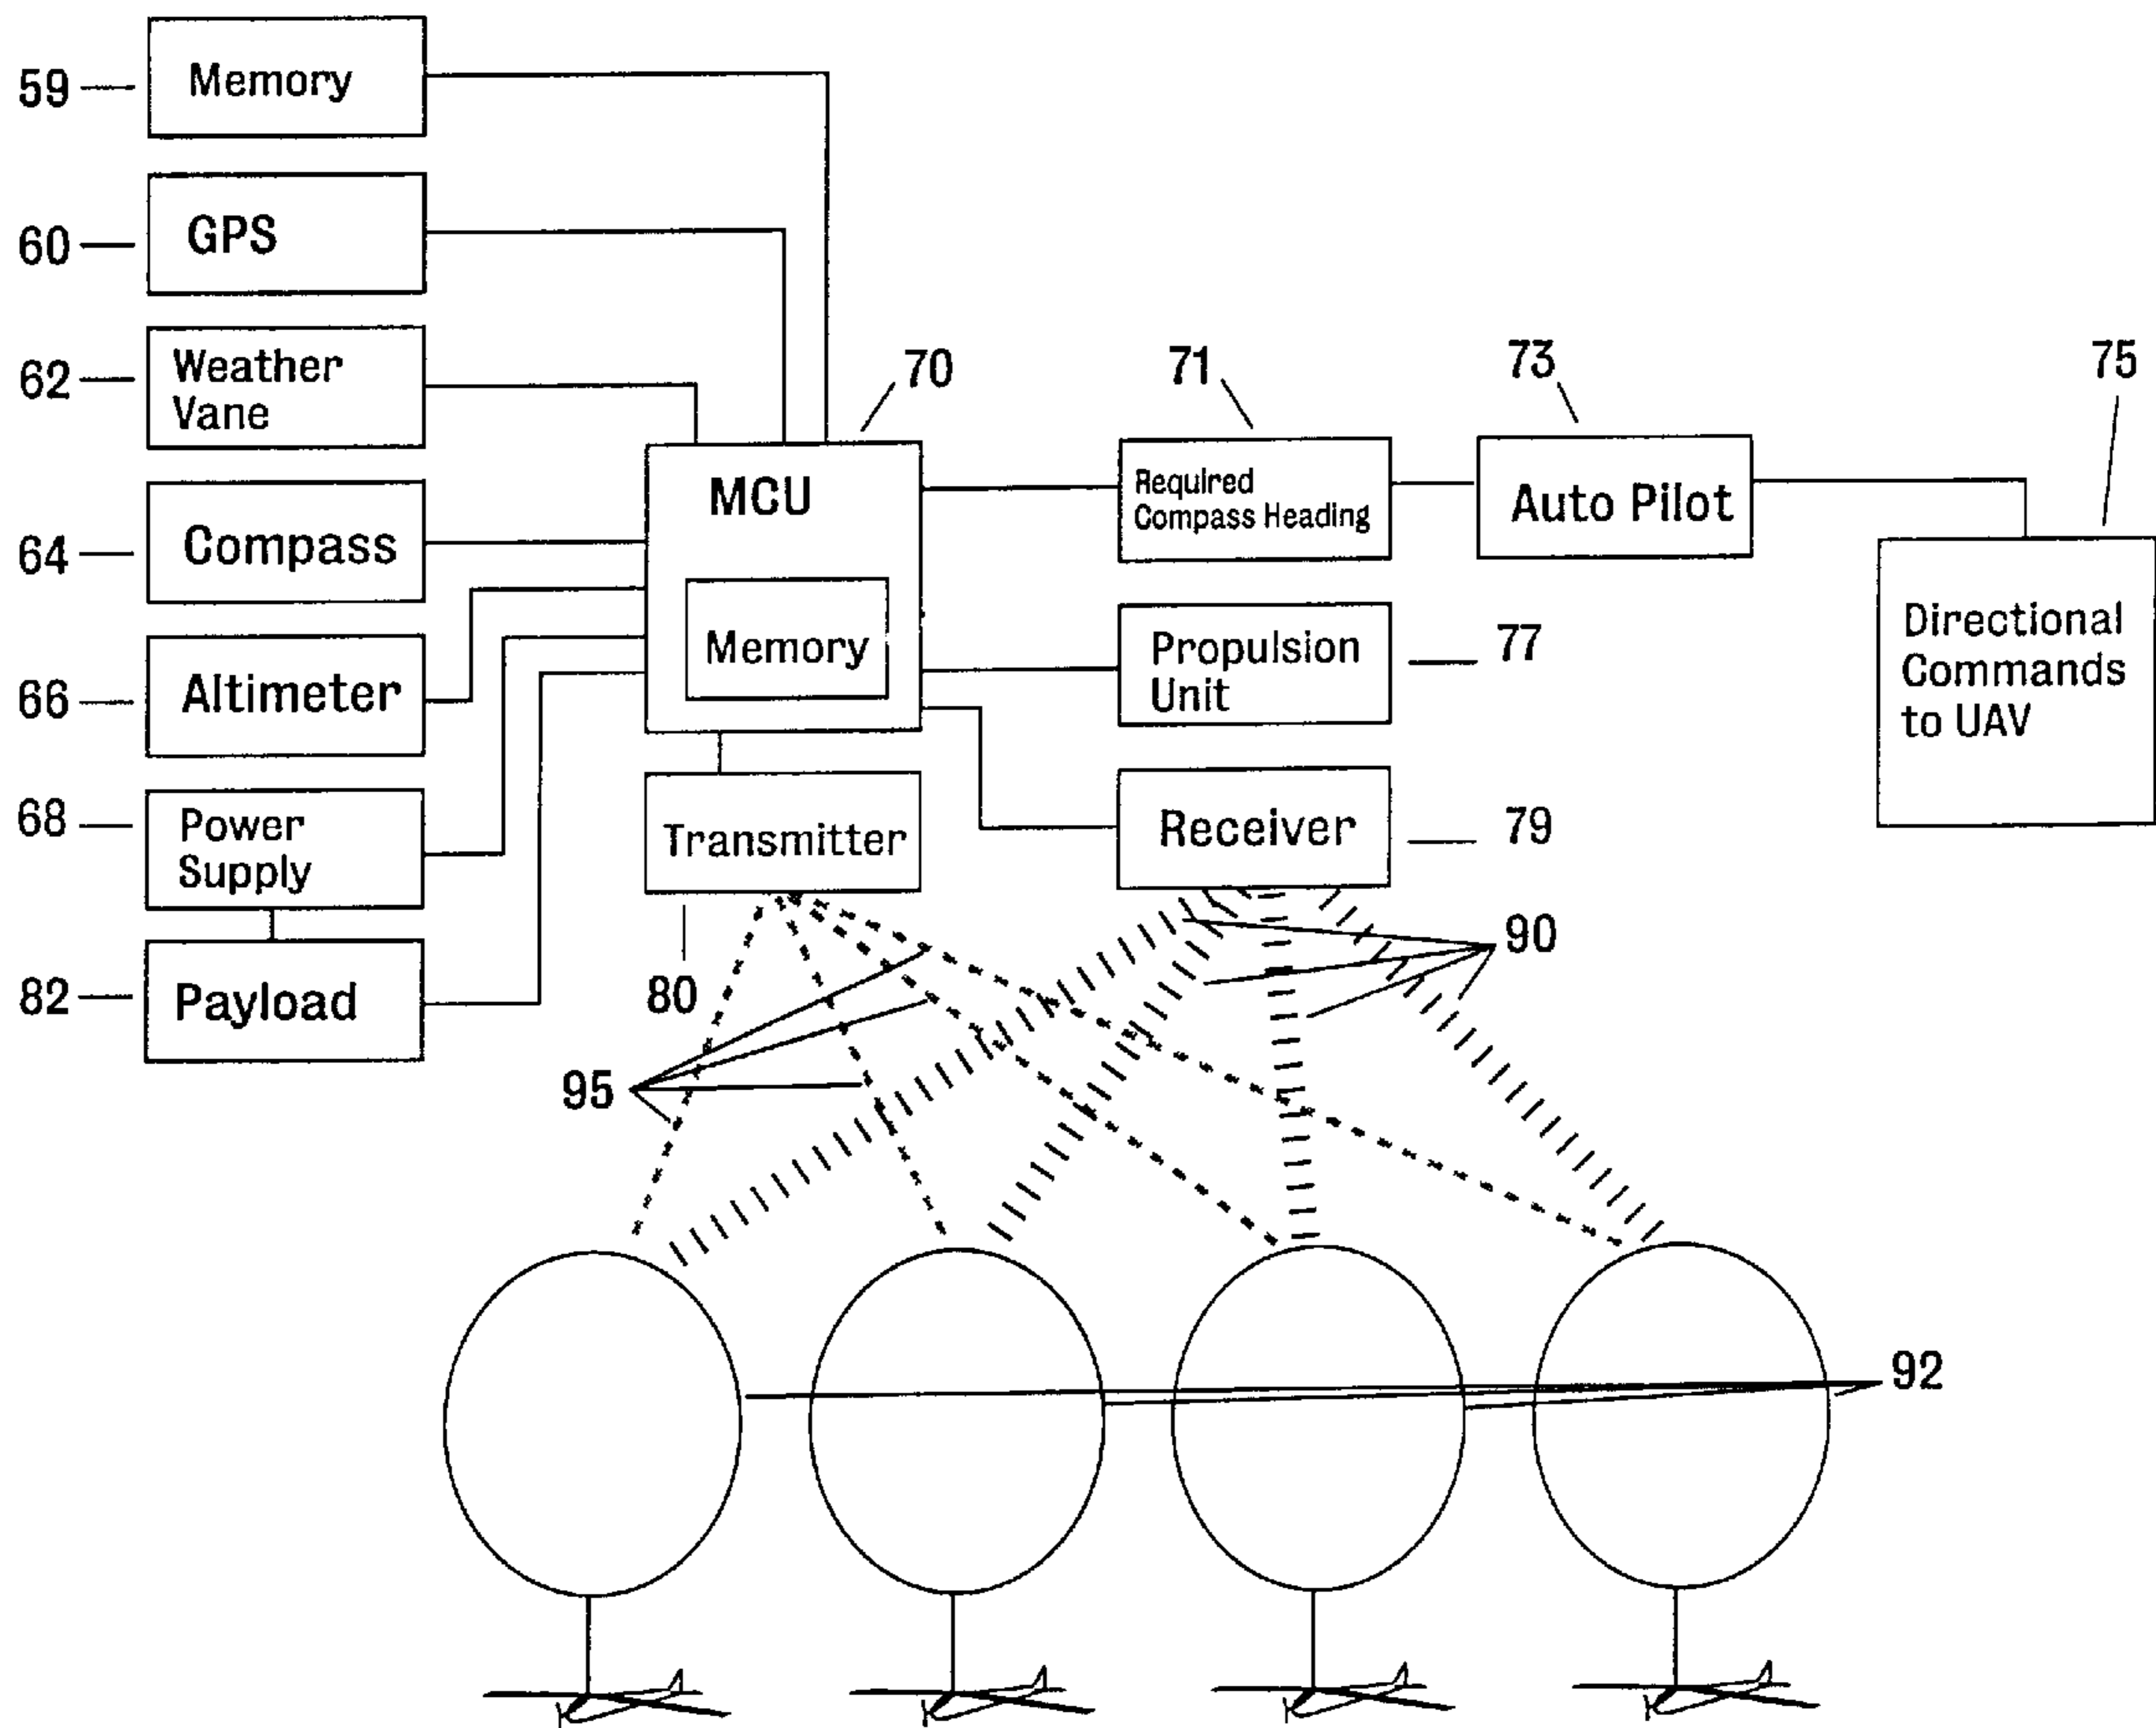 59
Memory
60
GPS
62
Weather
Vane
64
Compass
66
Altimeter
68
Power
Supply
82
Payload
70
MCU
Memory
71
Required
Compass Heading
73
Auto Pilot
75
Directional
Commands
to UAV
Propulsion
Unit
77
Transmitter
80
Receiver
79
90
95
92